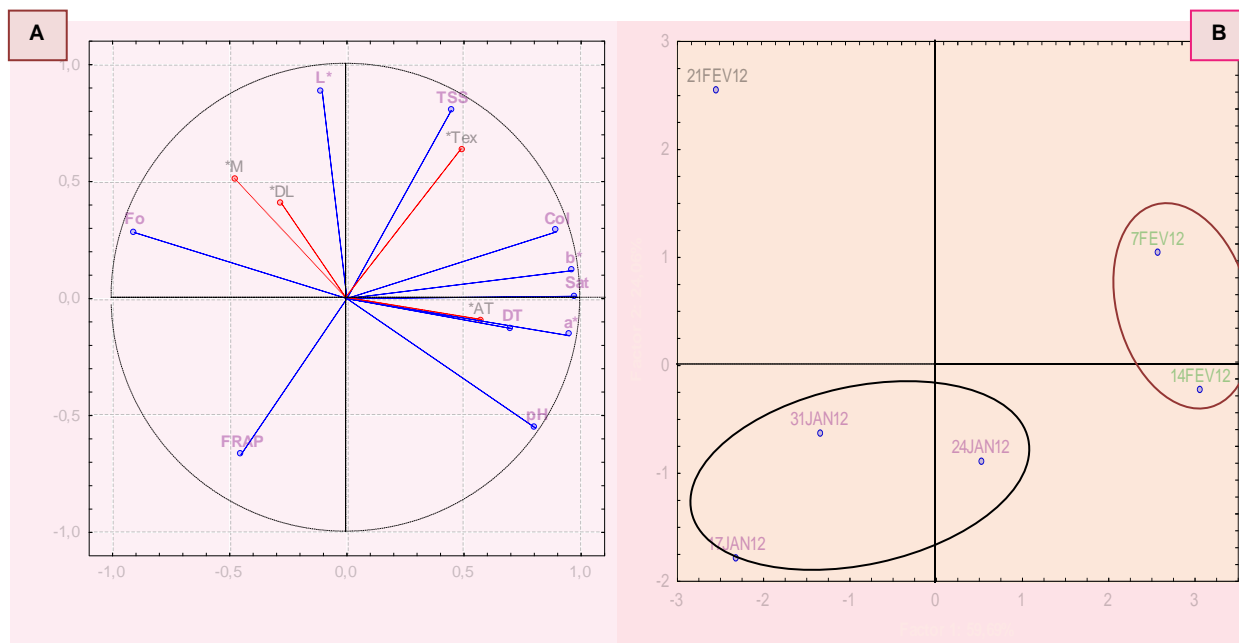 A
1,0
0,5
0,0
-0,5
-1,0
-1,0
-0,5
0,0
0,5
1,0
L*
TSS
*Tex
*M
*DL
Fo
Col
b*
Sat
*AT
DT
a*
pH
FRAP
B
3
2
1
0
-1
-2
-3
-2
-1
0
1
2
3
21FEV12
7FEV12
14FEV12
31JAN12
24JAN12
17JAN12